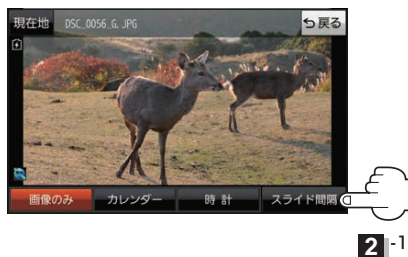 現在地 DSC_0056_G.JPG 戻る
画像のみ カレンダー 時計 スライド間隔
2-1